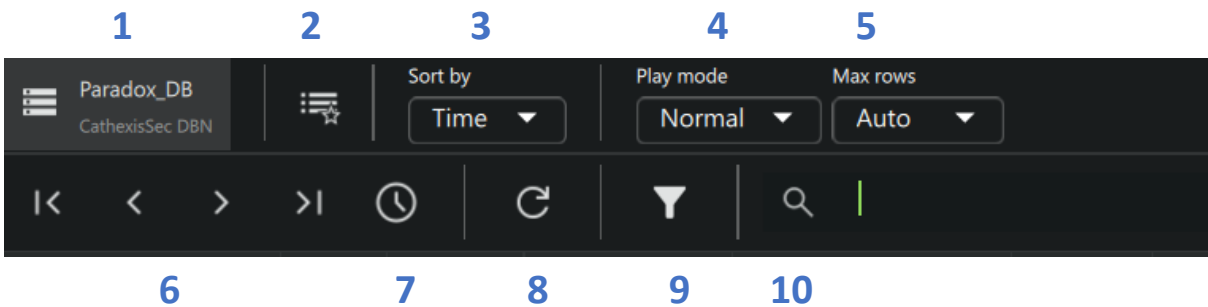 1 2 3 4 5
Sort by Play mode Max rows
Paradox_DB
CathexisSec DBN
Time Normal Auto
6 7 8 9 10